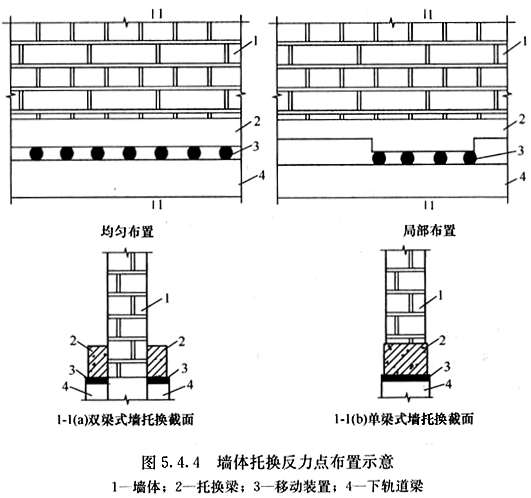 11 11
1 1
2 2
3 3
4 4
11 11
均匀布置 局部布置
1 1
2 2 2
3 3 3
4 4 4
1-1(a)双梁式墙托换截面 1-1(b)单梁式墙托换截面
图 5.4.4 墙体托换反力点布置示意
1—墙体；2—托换梁；3—移动装置；4—下轨道梁